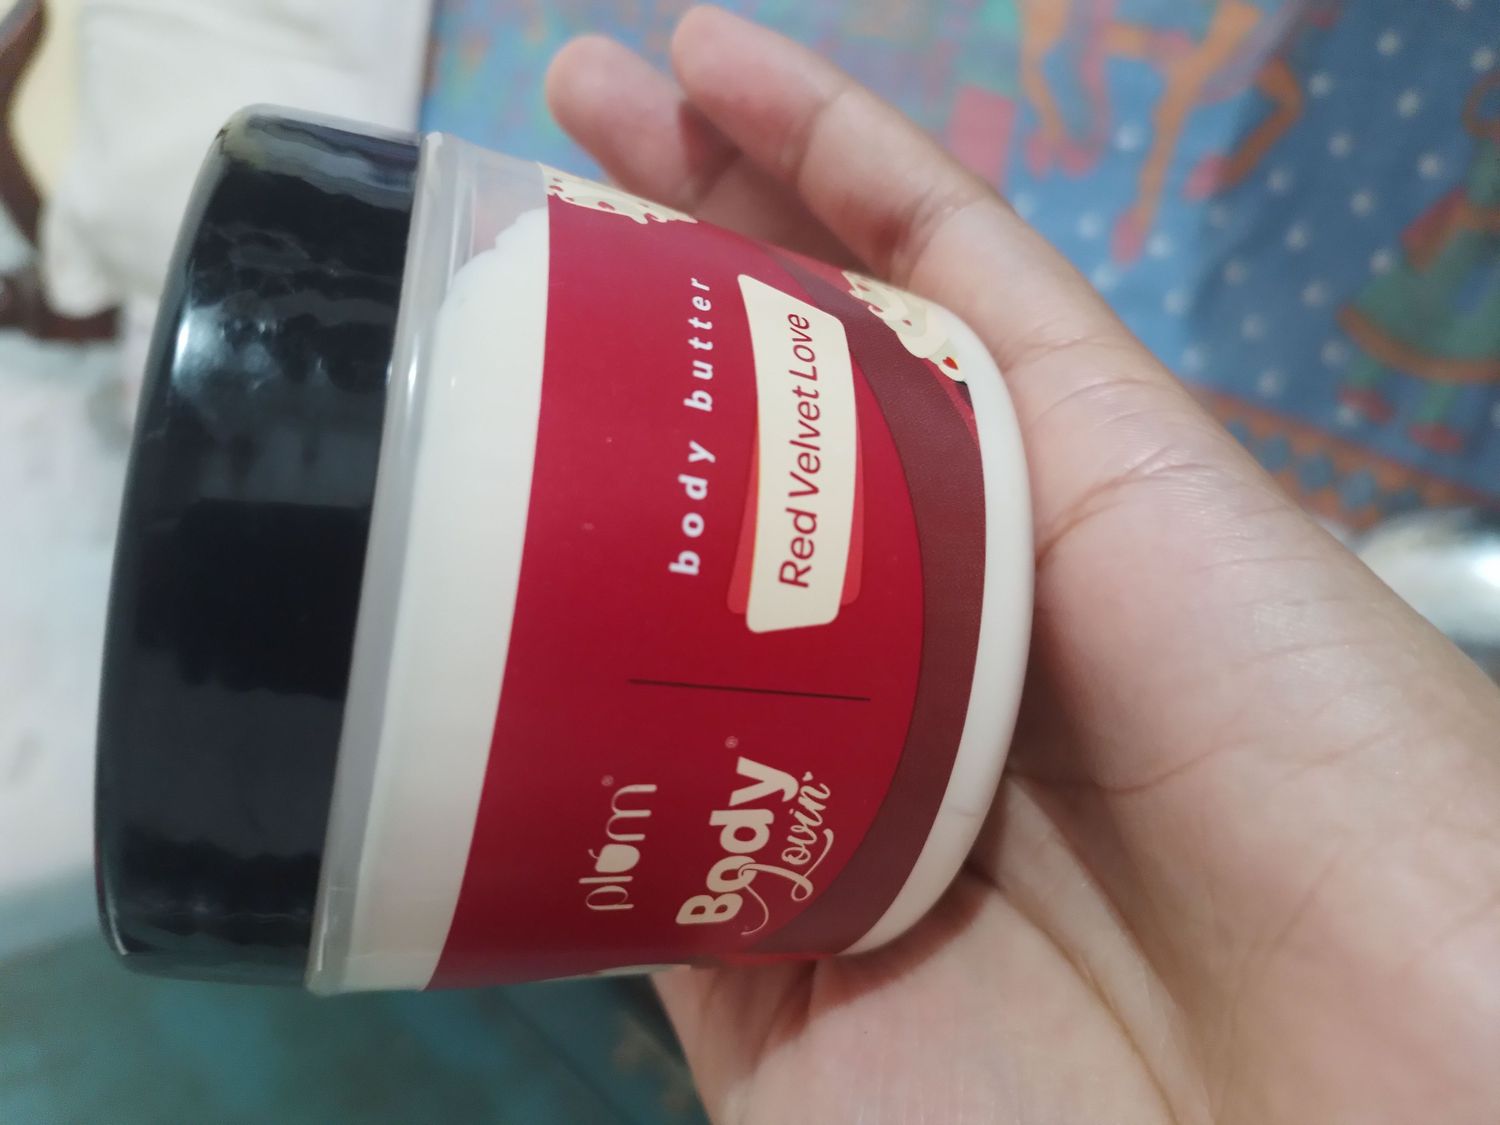 plum®
Body®
Lovin'
body butter
Red Velvet Love